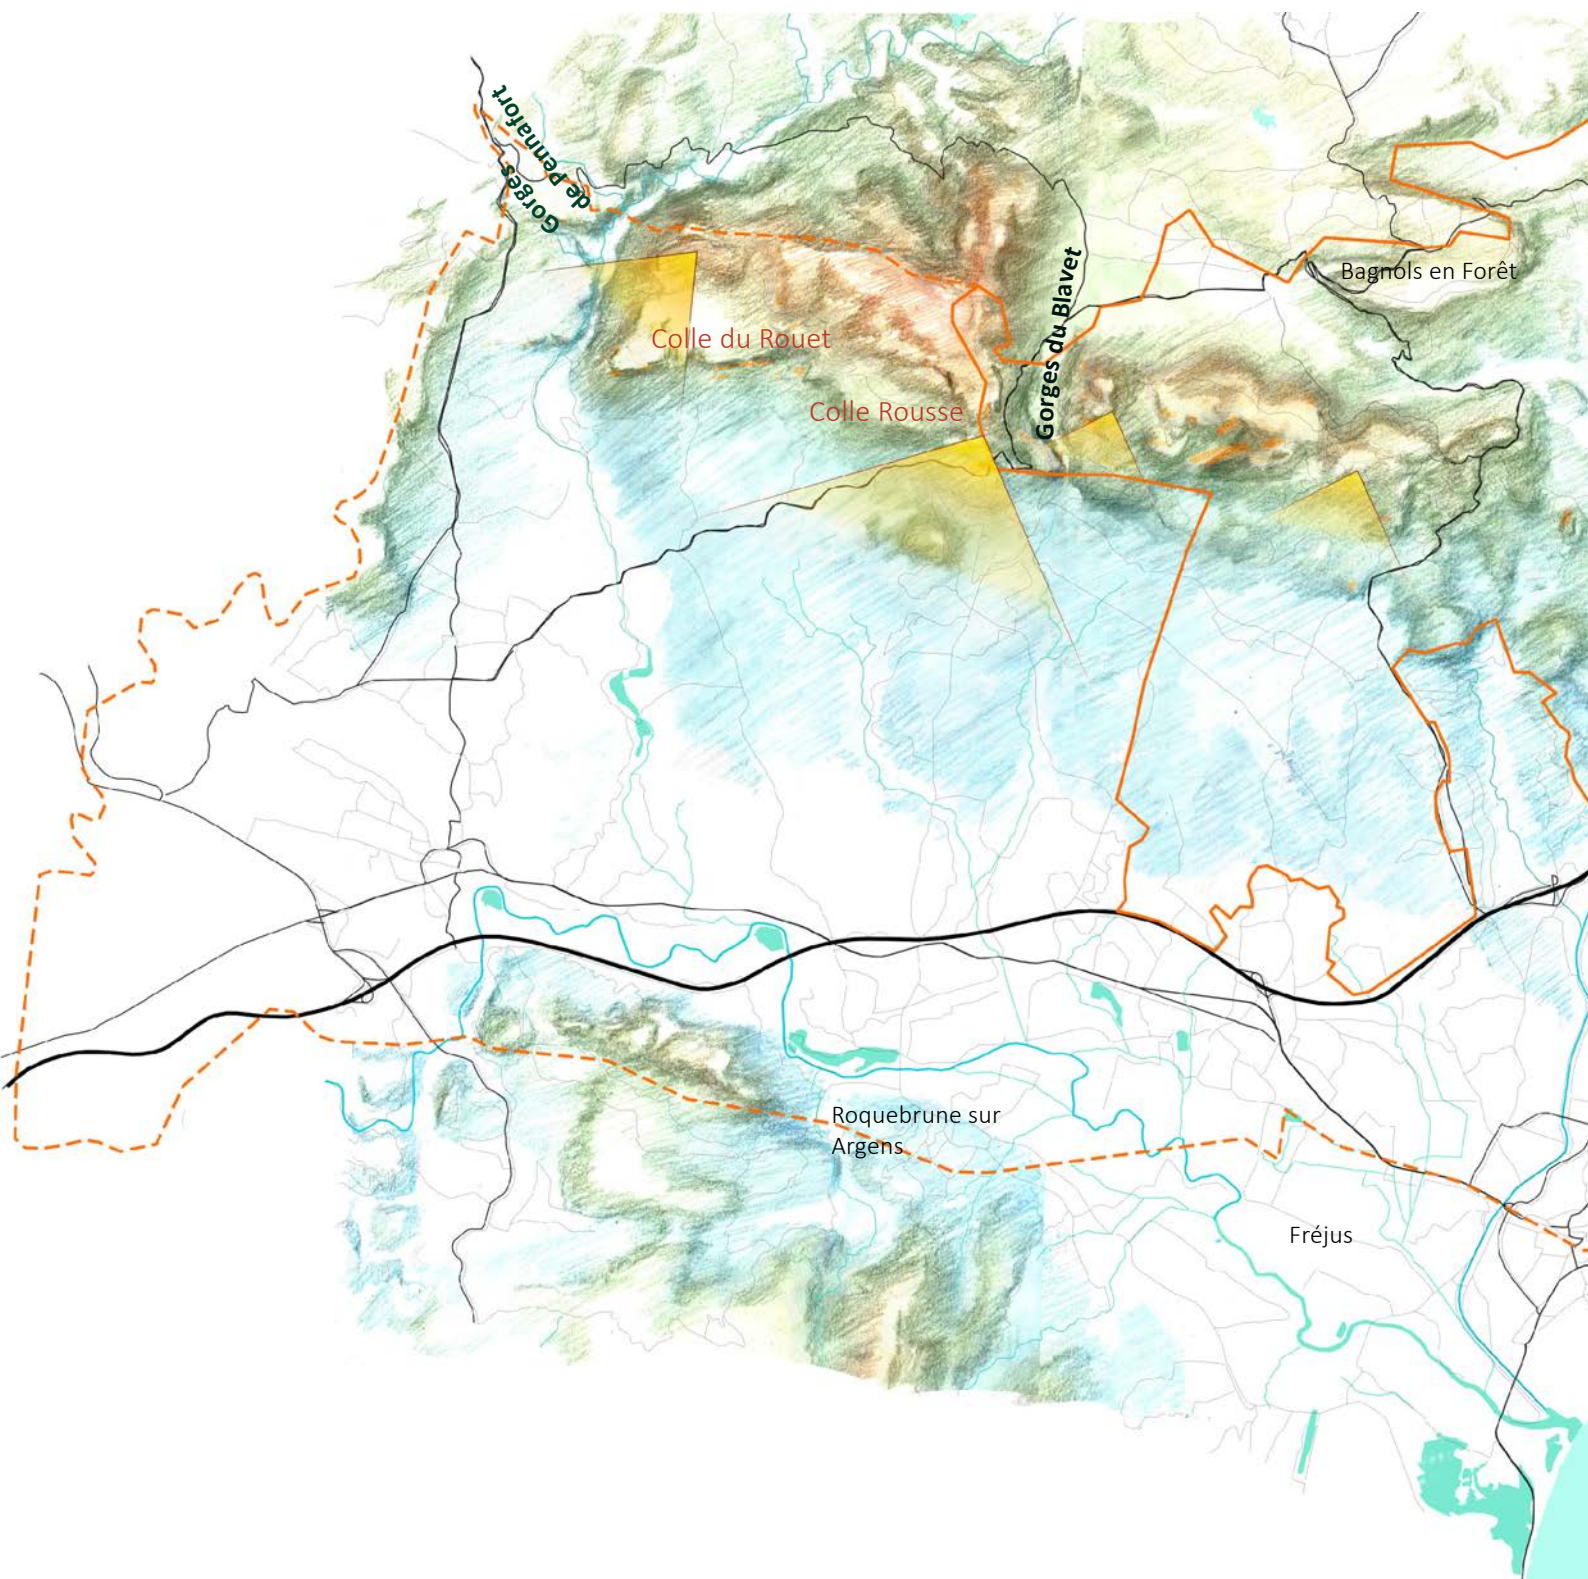 Gorges
de Pennafort
Gorges du Blavet
Bagnols en Forêt
Colle du Rouet
Colle Rousse
Roquebrune sur
Argens
Fréjus